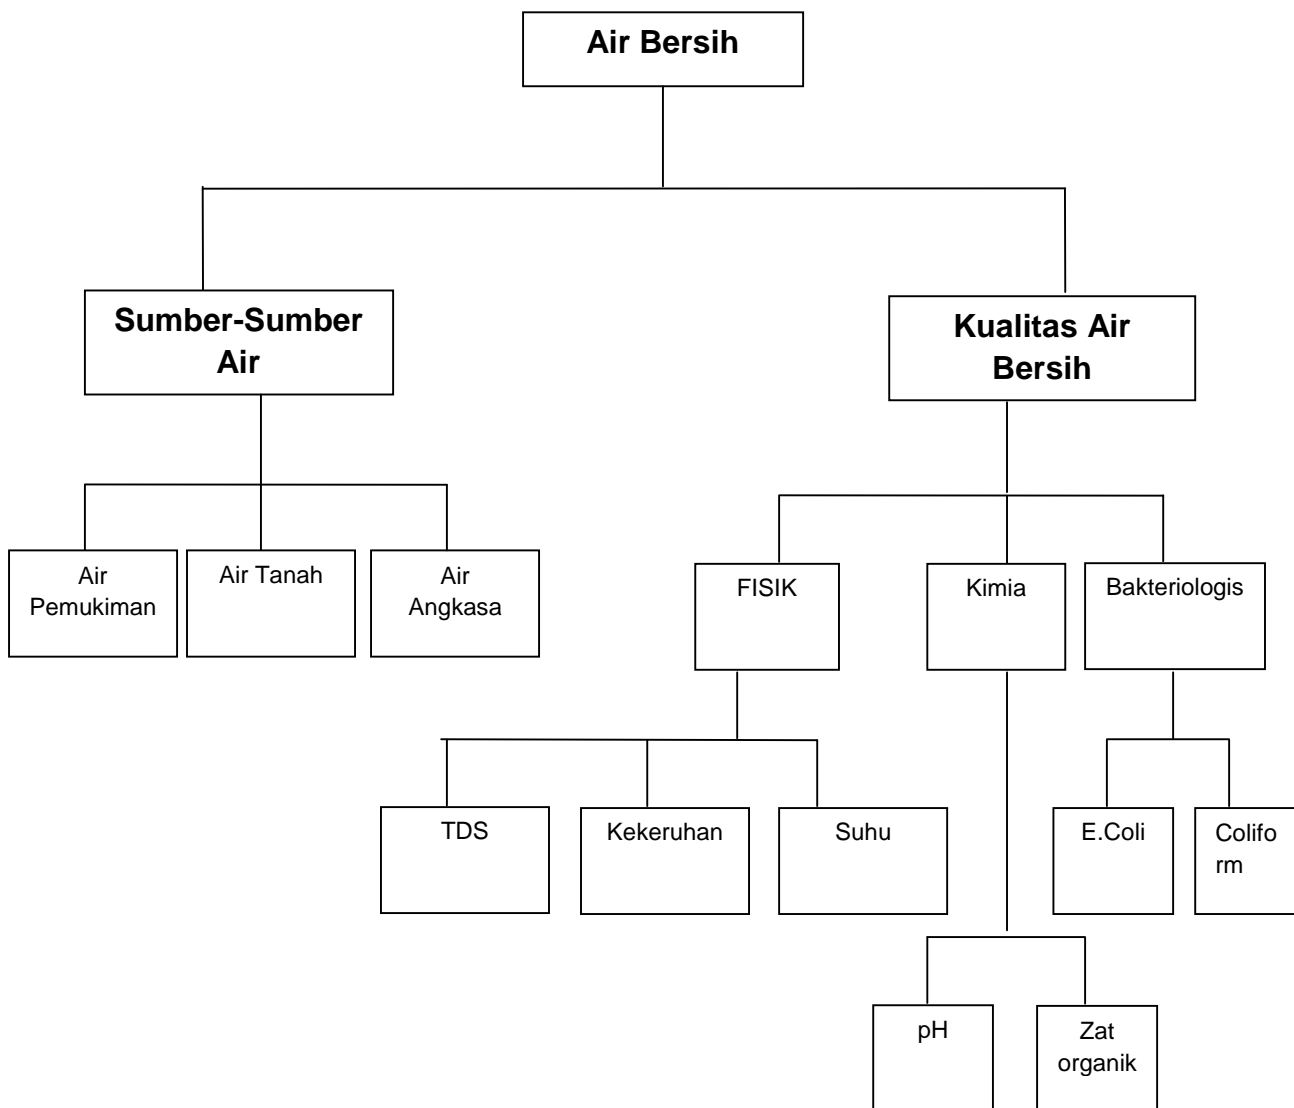 Air Bersih
Sumber-Sumber
Air
Kualitas Air
Bersih
Air
Pemukiman
Air Tanah
Air
Angkasa
FISIK
Kimia
Bakteriologis
TDS
Kekeruhan
Suhu
E.Coli
Colifo
rm
pH
Zat
organik